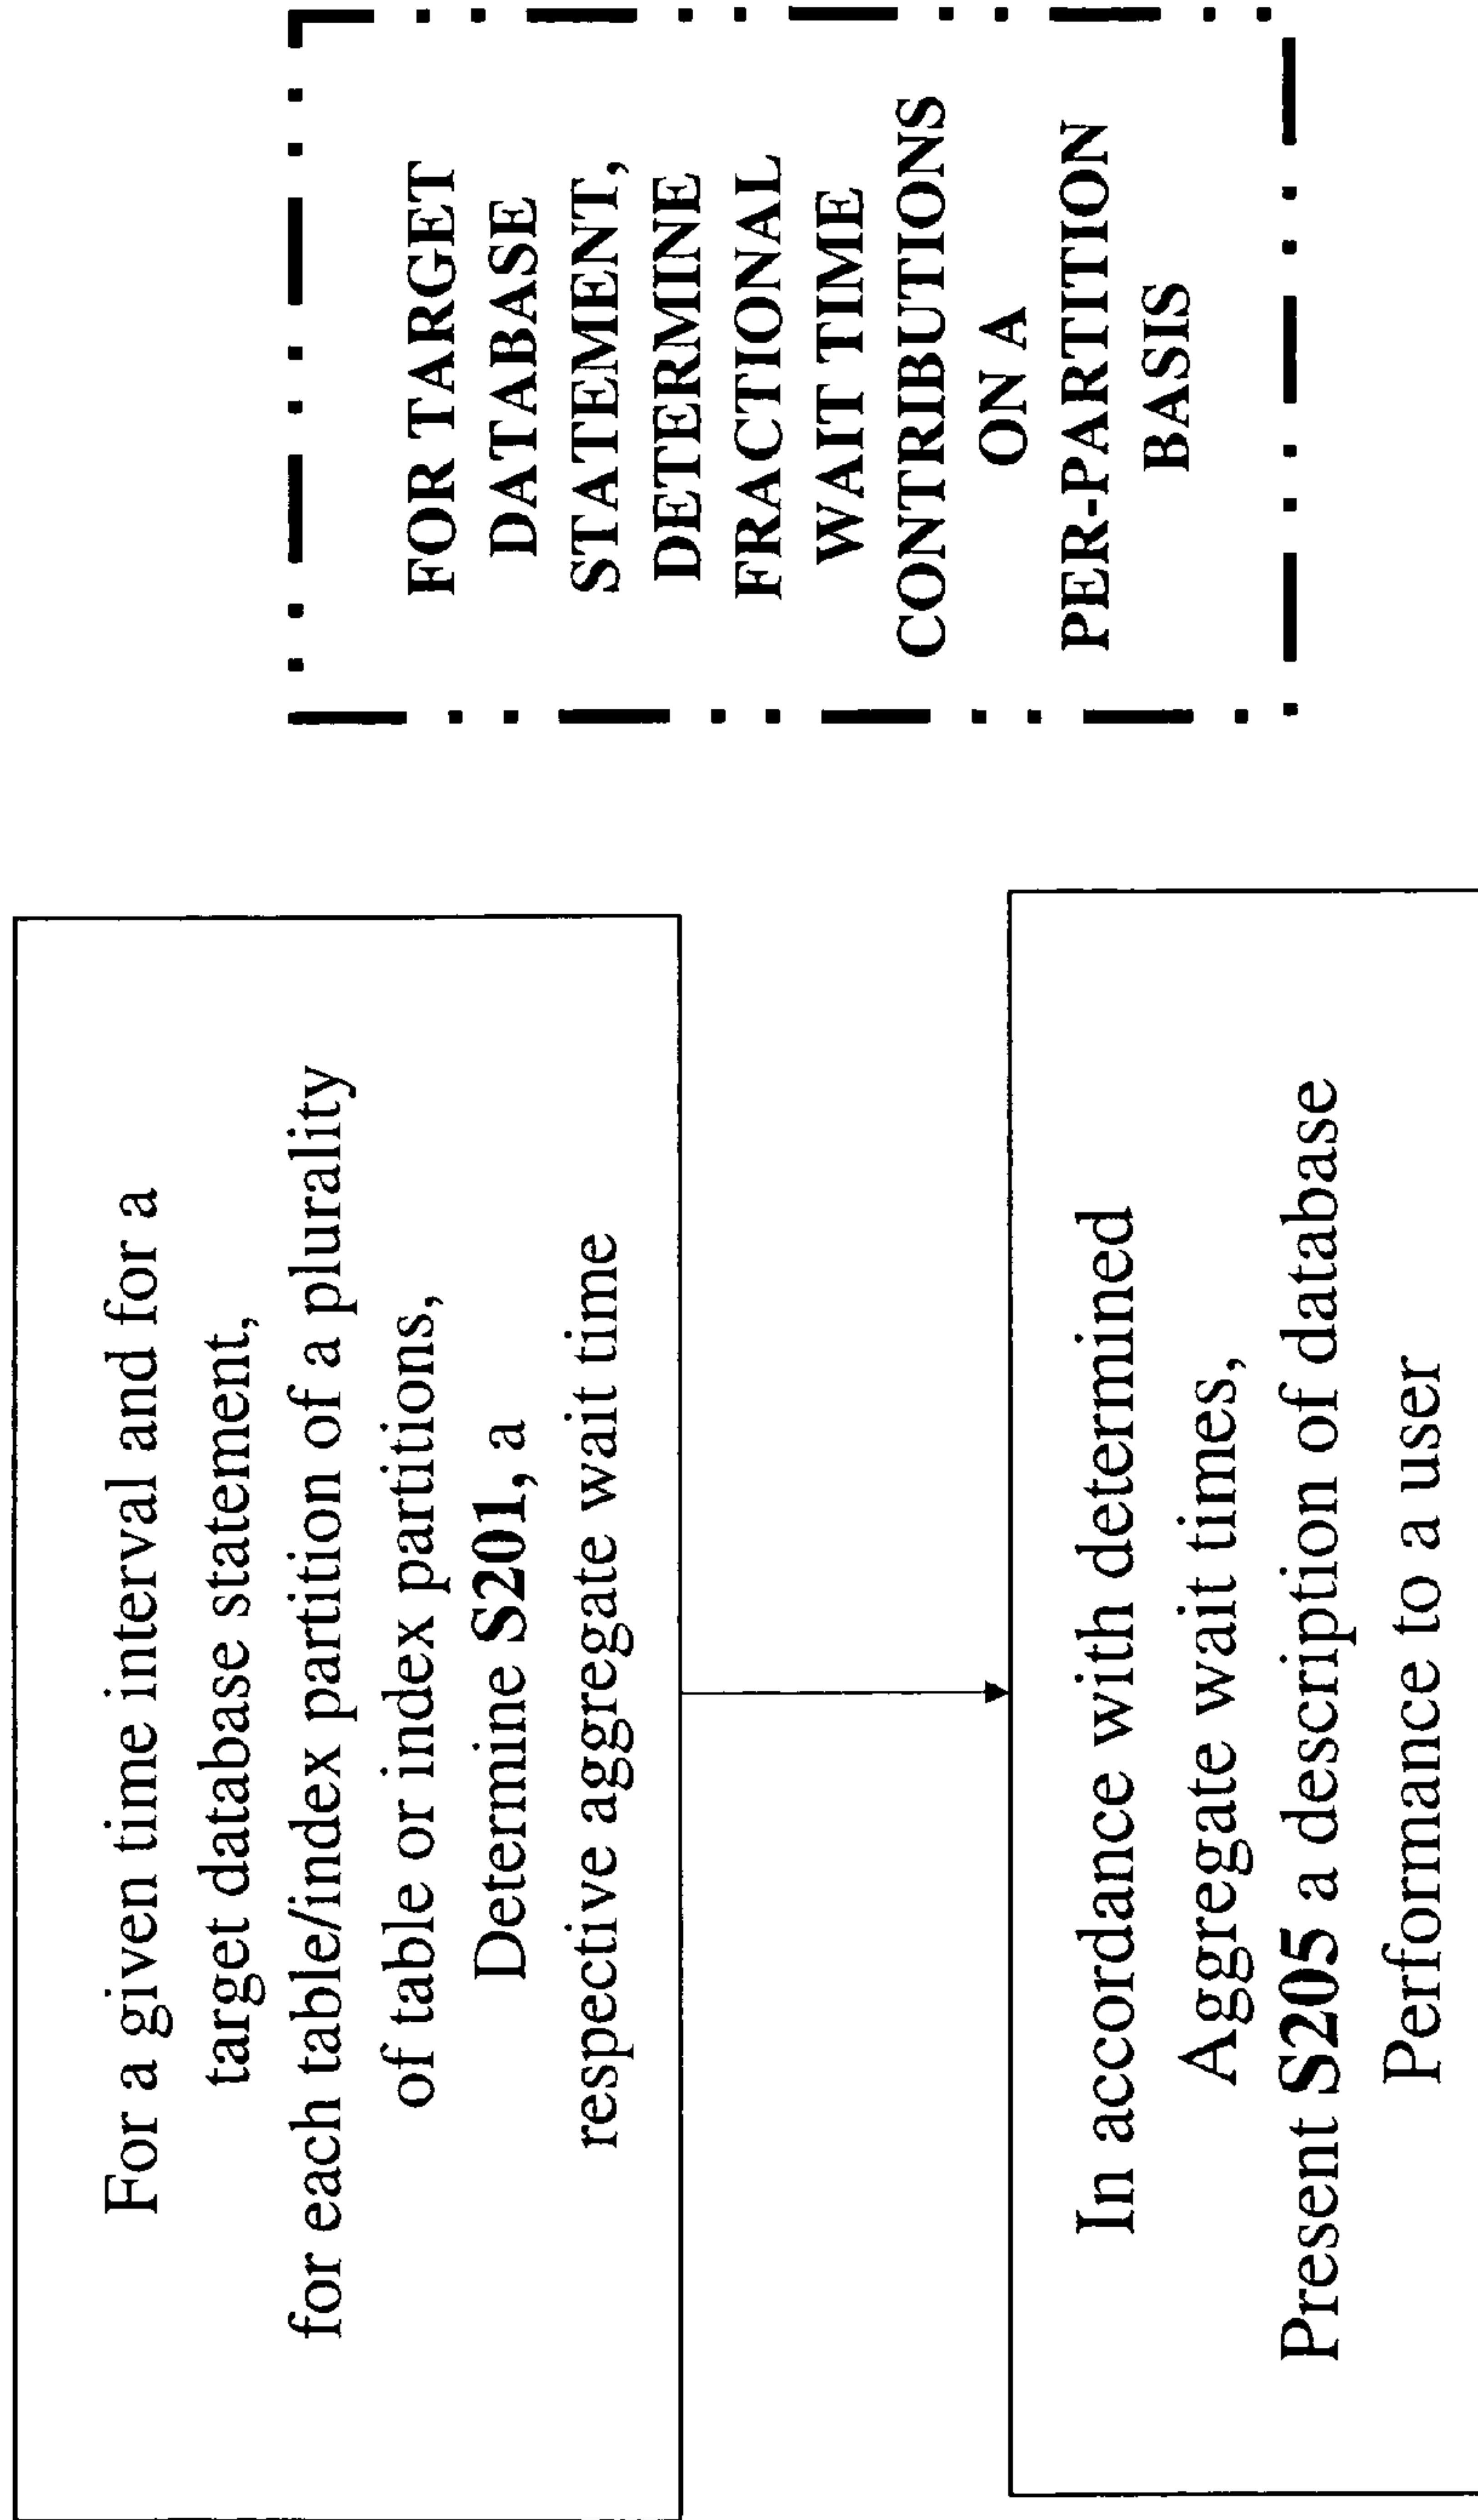 For a given time interval and for a
target database statement,
for each table/index partition of a plurality
of table or index partitions,
Determine S201, a
respective aggregate wait time
In accordance with determined
Aggregate wait times,
Present S205 a description of database
Performance to a user
FOR TARGET
DATABASE
STATEMENT,
DETERMINE
FRACTIONAL
WAIT TIME
CONTRIBUTIONS
ON A
PER-PARTITION
BASIS